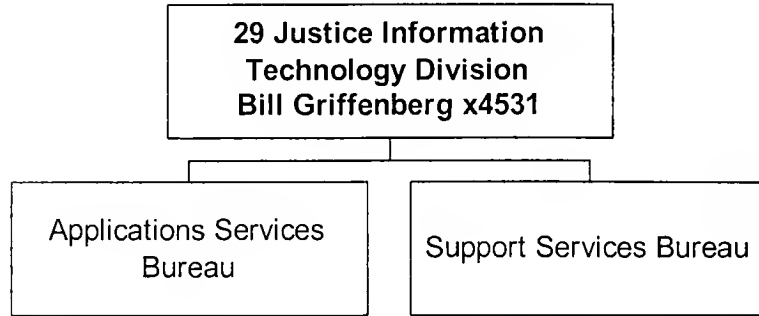 29 Justice Information
Technology Division
Bill Griffenberg x4531
Applications Services
Bureau
Support Services Bureau